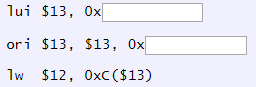 lui $13, 0x
ori $13, $13, 0x
lw $12, 0xC($13)